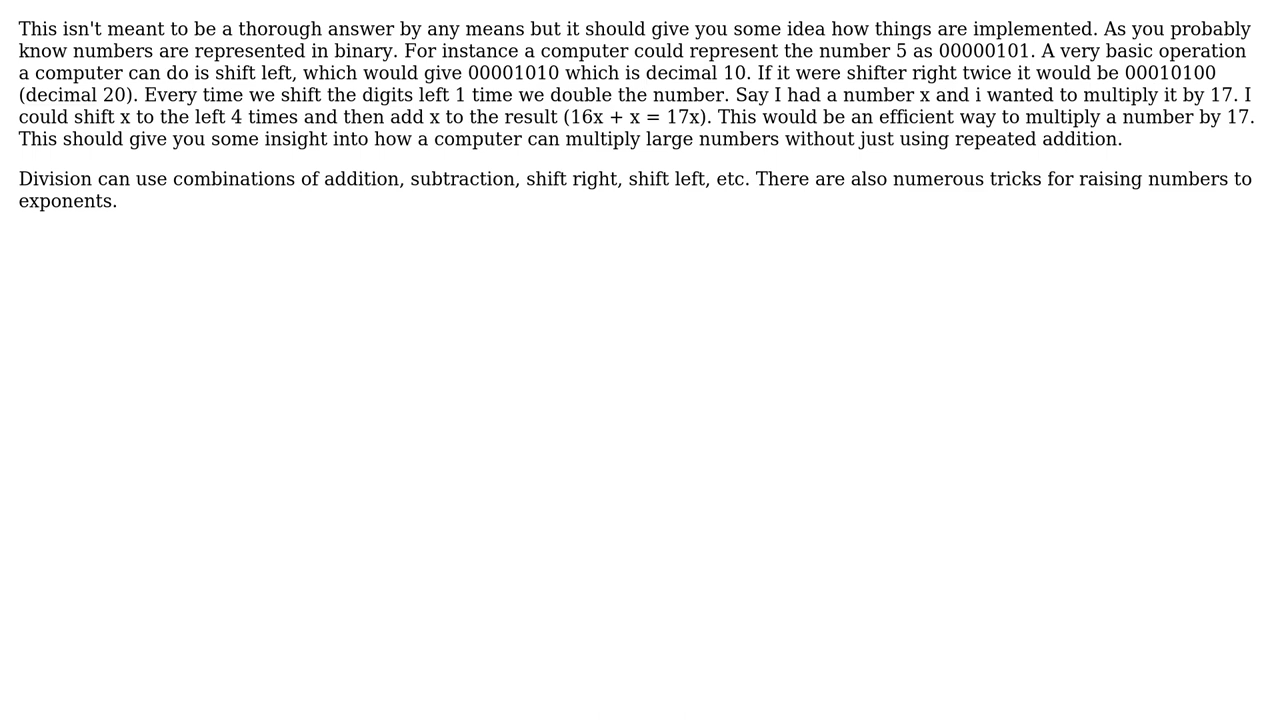 This isn't meant to be a thorough answer by any means but it should give you some idea how things are implemented. As you probably
know numbers are represented in binary. For instance a computer could represent the number 5 as 00000101. A very basic operation
a computer can do is shift left, which would give 00001010 which is decimal 10. If it were shifter right twice it would be 00010100
(decimal 20). Every time we shift the digits left 1 time we double the number. Say I had a number x and i wanted to multiply it by 17. I
could shift x to the left 4 times and then add x to the result (16x + x = 17x). This would be an efficient way to multiply a number by 17.
This should give you some insight into how a computer can multiply large numbers without just using repeated addition.
Division can use combinations of addition, subtraction, shift right, shift left, etc. There are also numerous tricks for raising numbers to
exponents.